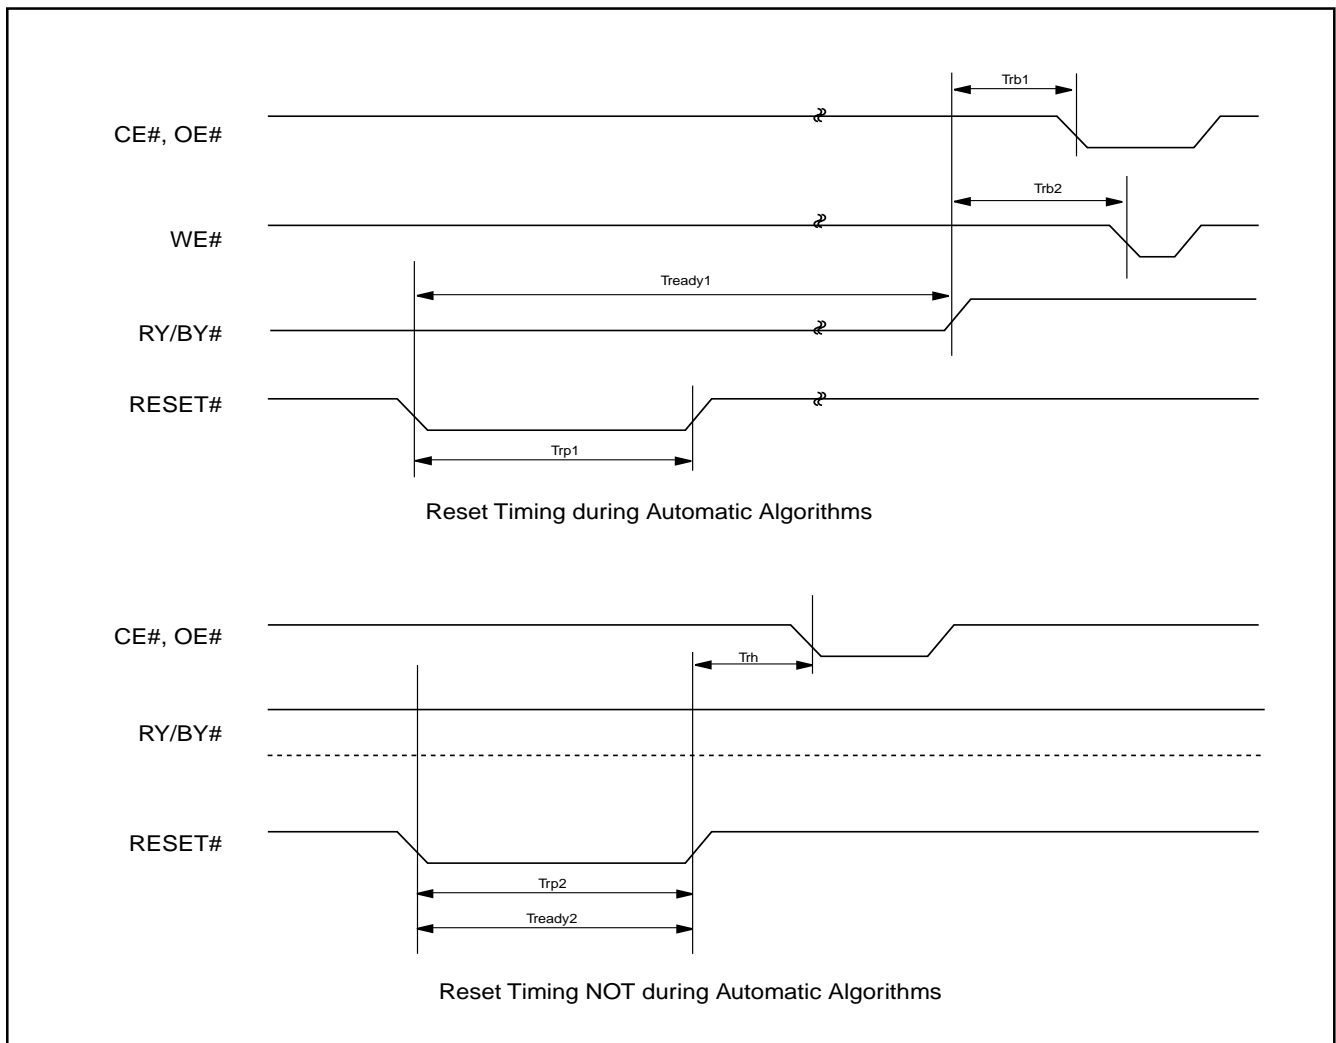 Trb1
CE#, OE#
Trb2
WE#
Tready1
RY/BY#
RESET#
Trp1
Reset Timing during Automatic Algorithms
CE#, OE#
Trh
RY/BY#
RESET#
Trp2
Tready2
Reset Timing NOT during Automatic Algorithms